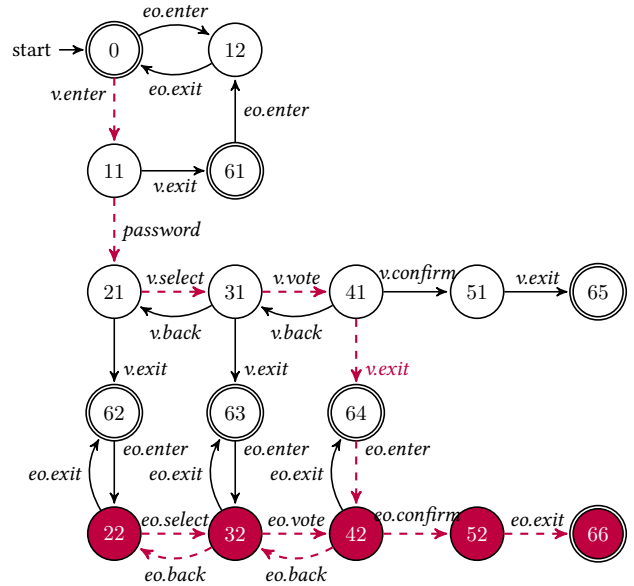 eo.enter
start
0
12
v.enter
eo.exit
eo.enter
11
61
v.exit
password
v.select
v.vote
v.confirm
v.exit
21
31
41
51
65
v.back
v.back
v.exit
v.exit
v.exit
62
63
64
eo.enter
eo.enter
eo.enter
eo.exit
eo.exit
eo.exit
eo.select
eo.vote
eo.confirm
eo.exit
22
32
42
52
66
eo.back
eo.back